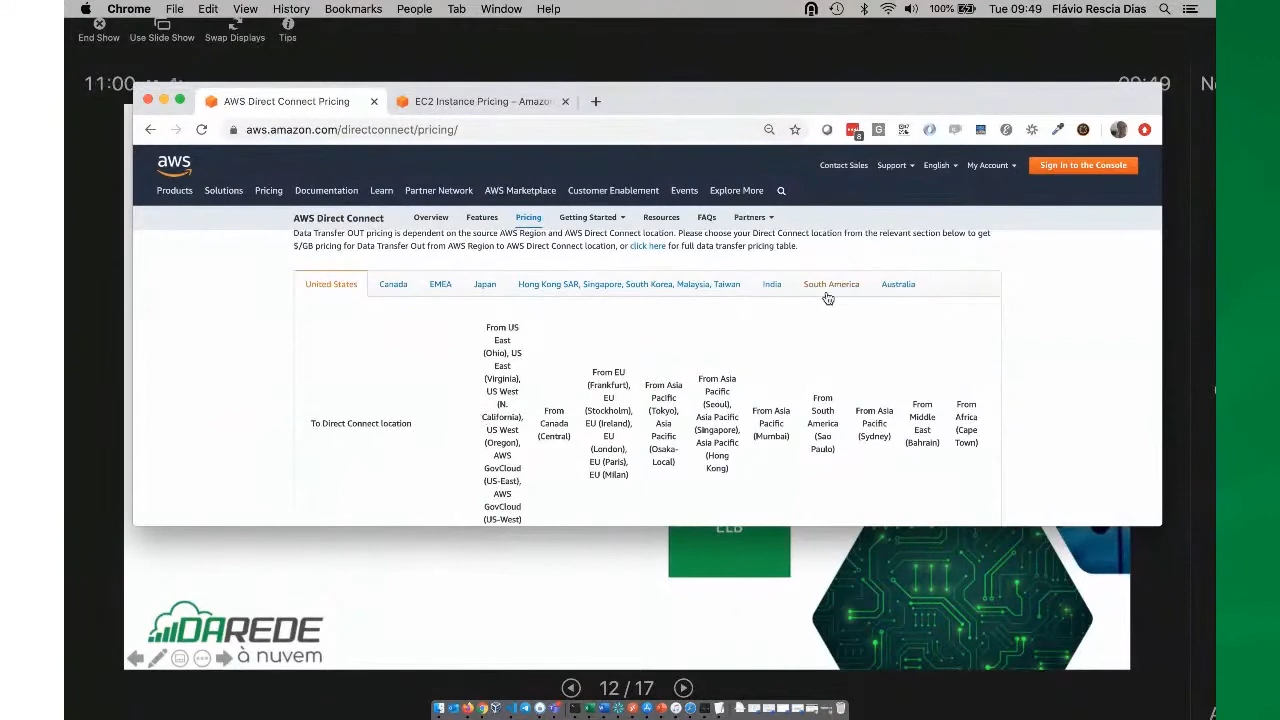 Chrome File Edit View History Bookmarks People Tab Window Help 100% Tue 09:49 Flávio Rescia Dias
End Show Use Slide Show Swap Displays Tips
11:00 09:49
AWS Direct Connect Pricing
EC2 Instance Pricing – Amazo
aws.amazon.com/directconnect/pricing/
aws
Contact Sales Support English My Account Sign In to the Console
Products Solutions Pricing Documentation Learn Partner Network AWS Marketplace Customer Enablement Events Explore More
AWS Direct Connect Overview Features Pricing Getting Started Resources FAQs Partners
Data Transfer OUT pricing is dependent on the source AWS Region and AWS Direct Connect location. Please choose your Direct Connect location from the relevant section below to get
$/GB pricing for Data Transfer Out from AWS Region to AWS Direct Connect location, or click here for full data transfer pricing table.
United States Canada EMEA Japan Hong Kong SAR, Singapore, South Korea, Malaysia, Taiwan India South America Australia
To Direct Connect location
From US
East
(Ohio), US
East
(Virginia),
US West
(N.
California),
US West
(Oregon),
AWS
GovCloud
(US-East),
AWS
GovCloud
(US-West)
From
Canada
(Central)
From EU
(Frankfurt),
EU
(Stockholm),
EU (Ireland),
EU
(London),
EU (Paris),
EU (Milan)
From Asia
Pacific
(Tokyo),
Asia
Pacific
(Osaka-
Local)
From Asia
Pacific
(Seoul),
Asia Pacific
(Singapore),
Asia Pacific
(Hong
Kong)
From Asia
Pacific
(Mumbai)
From
South
America
(Sao
Paulo)
From Asia
Pacific
(Sydney)
From
Middle
East
(Bahrain)
From
Africa
(Cape
Town)
DAREDE
à nuvem
12 / 17